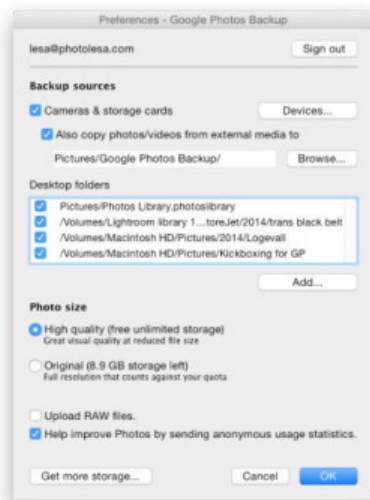 Preferences - Google Photos Backup
lesa@photolesa.com
Sign out
Backup sources
Cameras & storage cards
Devices...
Also copy photos/videos from external media to
Pictures/Google Photos Backup/
Browse...
Desktop folders
Pictures/Photos Library.photoslibrary
/Volumes/Lightroom library 1...toreJet/2014/trans black belt
/Volumes/Macintosh HD/Pictures/2014/Logevall
/Volumes/Macintosh HD/Pictures/Kickboxing for GP
Add...
Photo size
High quality (free unlimited storage)
Great visual quality at reduced file size
Original (8.9 GB storage left)
Full resolution that counts against your quota
Upload RAW files.
Help improve Photos by sending anonymous usage statistics.
Get more storage...
Cancel
OK